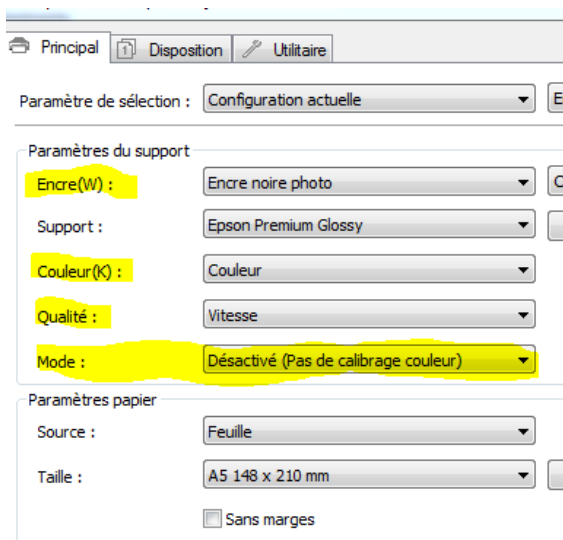 Principal Disposition Utilitaire
Paramètre de sélection : Configuration actuelle
Paramètres du support
Encre(W) : Encre noire photo
Support : Epson Premium Glossy
Couleur(K) : Couleur
Qualité : Vitesse
Mode : Désactivé (Pas de calibrage couleur)
Paramètres papier
Source : Feuille
Taille : A5 148 x 210 mm
Sans marges